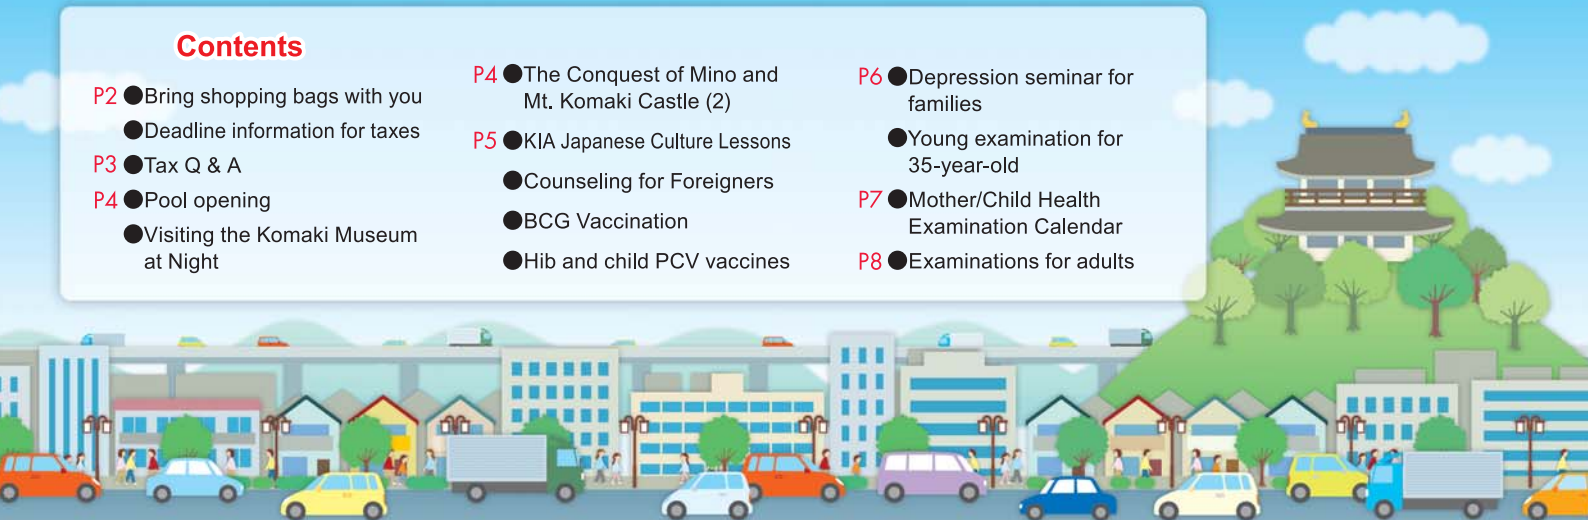 Contents
P2 ●Bring shopping bags with you
●Deadline information for taxes
P3 ●Tax Q & A
P4 ●Pool opening
●Visiting the Komaki Museum
at Night
P4 ●The Conquest of Mino and
Mt. Komaki Castle (2)
P5 ●KIA Japanese Culture Lessons
●Counseling for Foreigners
●BCG Vaccination
●Hib and child PCV vaccines
P6 ●Depression seminar for
families
●Young examination for
35-year-old
P7 ●Mother/Child Health
Examination Calendar
P8 ●Examinations for adults